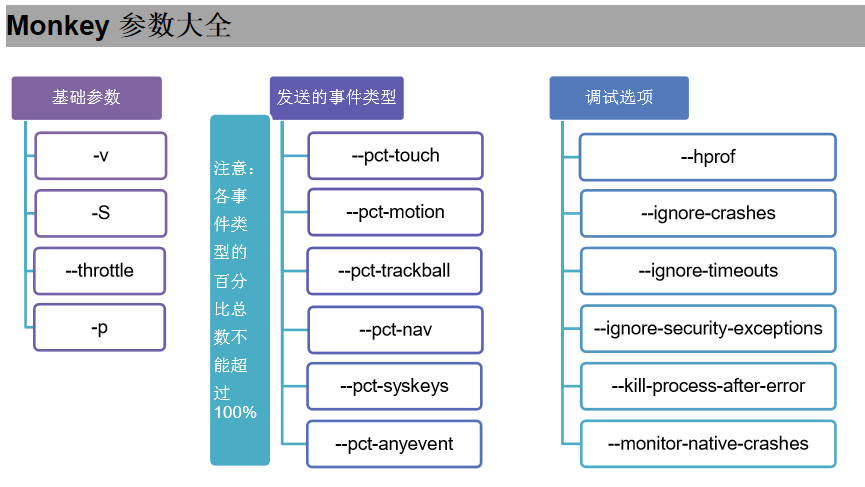 Monkey 参数大全
基础参数
-v
-S
--throttle
-p
注意：
各事
件类
型的
百分
比总
数不
能超
过
100%
发送的事件类型
--pct-touch
--pct-motion
--pct-trackball
--pct-nav
--pct-syskeys
--pct-anyevent
调试选项
--hprof
--ignore-crashes
--ignore-timeouts
--ignore-security-exceptions
--kill-process-after-error
--monitor-native-crashes